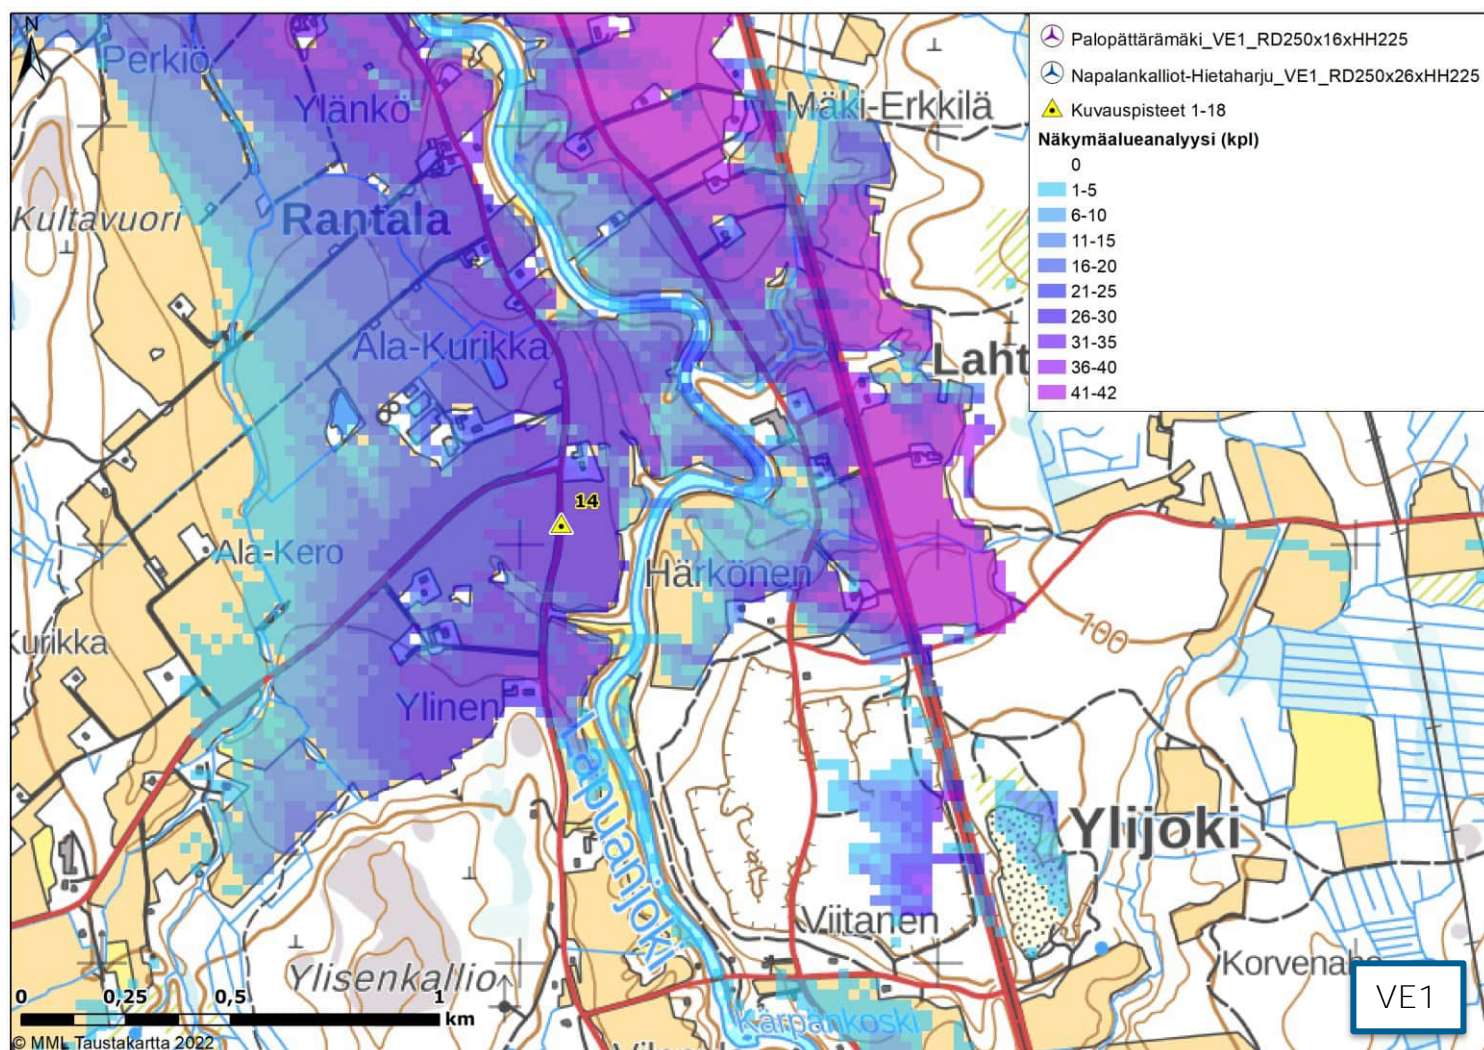 N
Perkiö
Ylänkö
Mäki-Erkkilä
Kultavuori
Rantala
Ala-Kurikka
Laht
14
Ala-Kero
Härkönen
Kurikka
100
Ylinen
Lapuanjoki
Ylijoki
Viitanen
Ylisenkallio
Kärpänkoski
0 0,25 0,5 1
km
© MML Taustakartta 2022
Palopättärämäki_VE1_RD250x16xHH225
Napalankalliot-Hietaharju_VE1_RD250x26xHH225
Kuvauspisteet 1-18
Näkymäalueanalyysi (kpl)
0
1-5
6-10
11-15
16-20
21-25
26-30
31-35
36-40
41-42
VE1